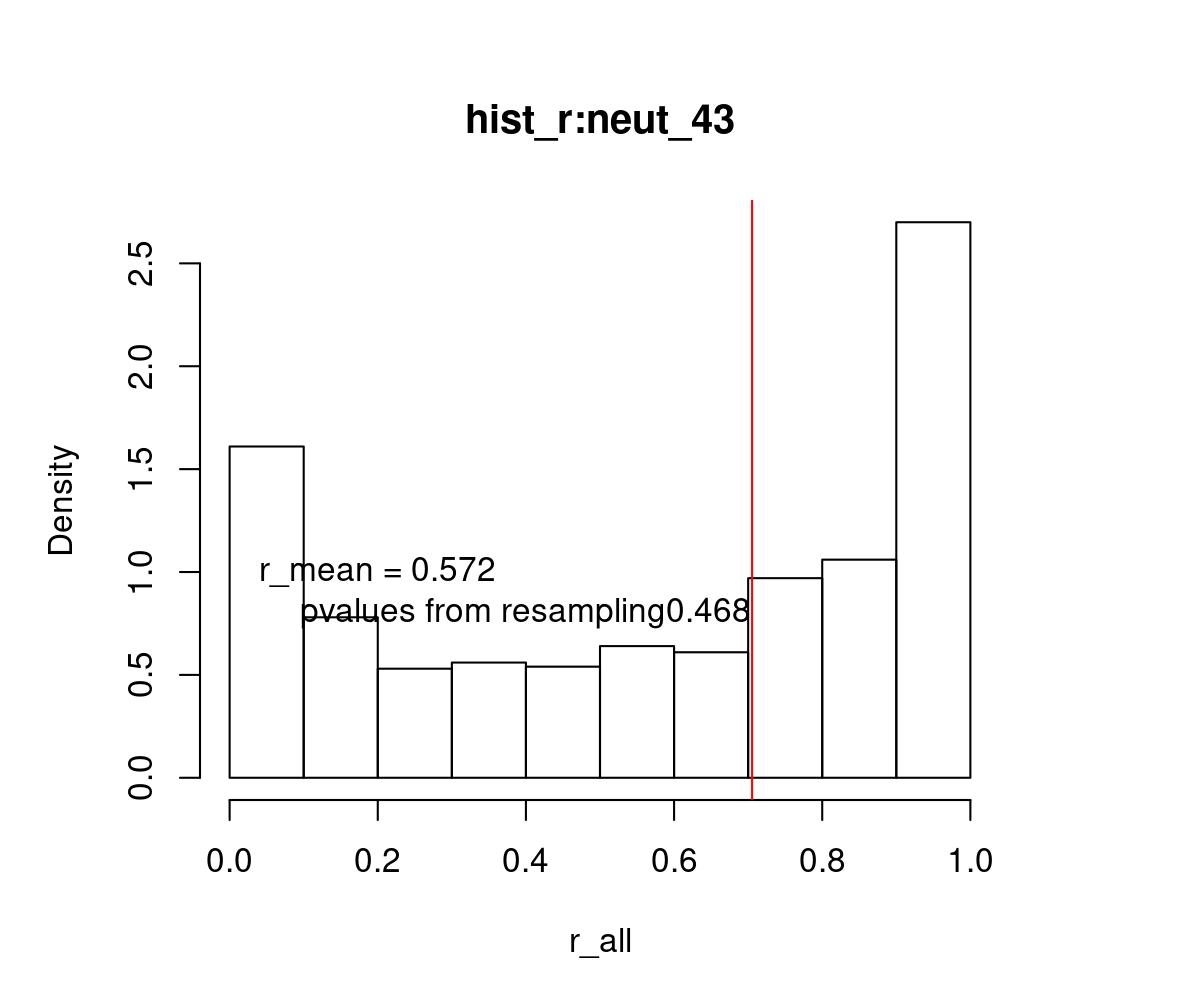 hist_r:neut_43
Density
2.5
2.0
1.5
1.0
0.5
0.0
r_mean = 0.572
pvalues from resampling0.468
0.0 0.2 0.4 0.6 0.8 1.0
r_all